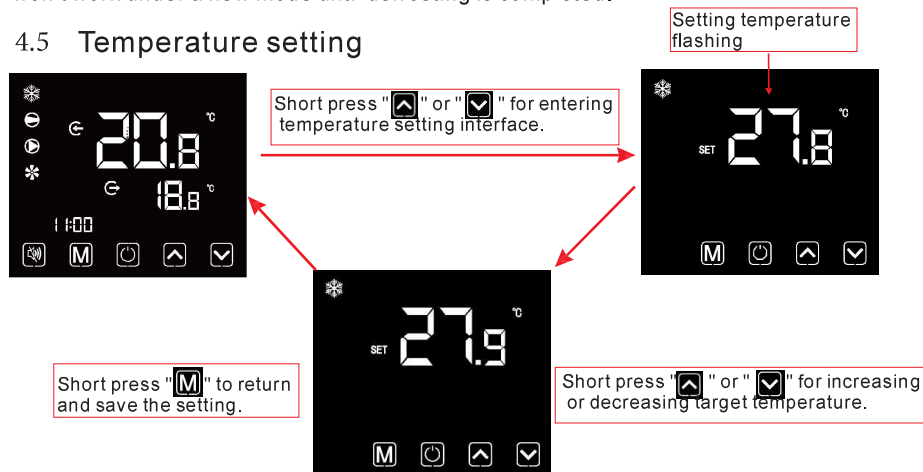 4.5 Temperature setting
Setting temperature
flashing
20.8 °C
18.8 °C
11:00
M
Short press " " or " " for entering
temperature setting interface.
SET 27.8 °C
M
Short press "M" to return
and save the setting.
SET 27.9 °C
M
Short press " " or " " for increasing
or decreasing target temperature.